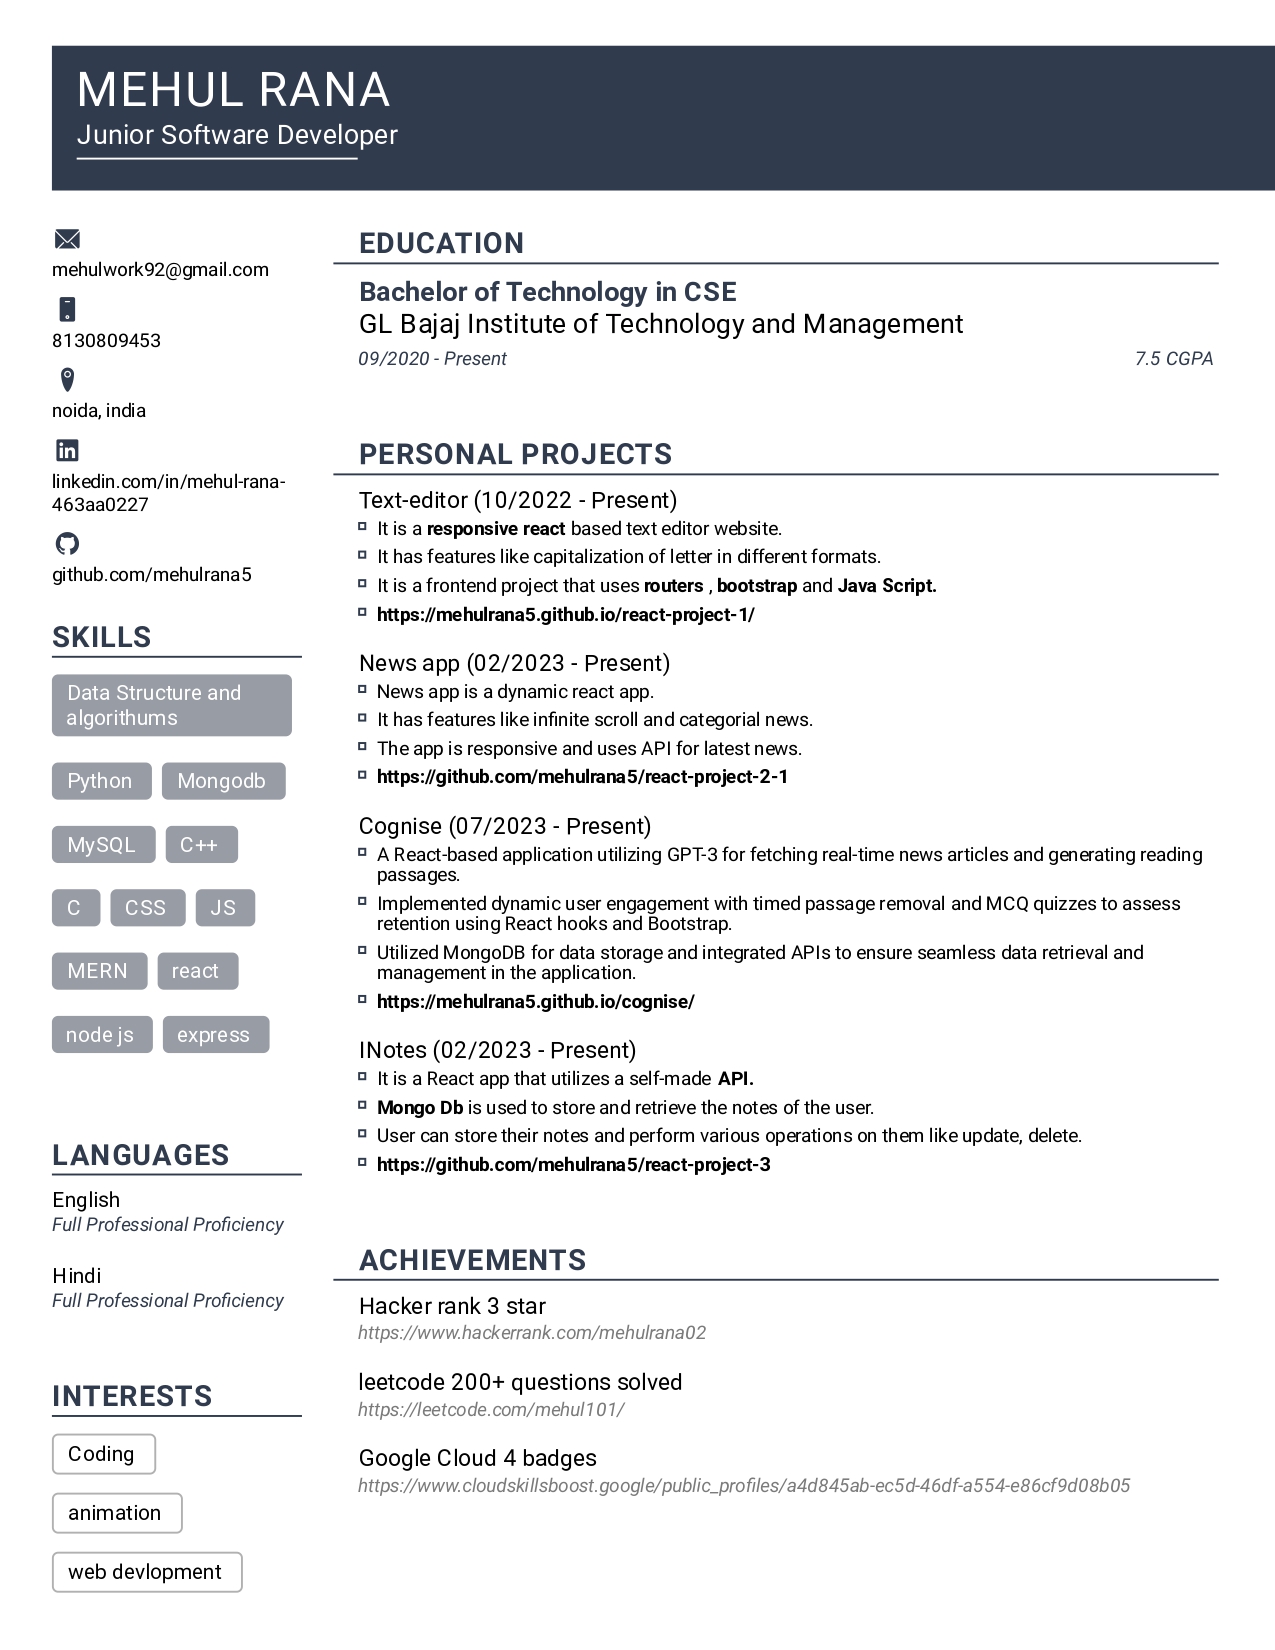 MEHUL RANA
Junior Software Developer
mehulwork92@gmail.com
8130809453
noida, india
linkedin.com/in/mehul-rana-
463aa0227
github.com/mehulrana5
SKILLS
Data Structure and
algorithums
Python Mongodb
MySQL C++
C CSS JS
MERN react
node js express
LANGUAGES
English
Full Professional Proficiency
Hindi
Full Professional Proficiency
INTERESTS
Coding
animation
web devlopment
EDUCATION
Bachelor of Technology in CSE
GL Bajaj Institute of Technology and Management
09/2020 - Present 7.5 CGPA
PERSONAL PROJECTS
Text-editor (10/2022 - Present)
It is a responsive react based text editor website.
It has features like capitalization of letter in different formats.
It is a frontend project that uses routers , bootstrap and Java Script.
https://mehulrana5.github.io/react-project-1/
News app (02/2023 - Present)
News app is a dynamic react app.
It has features like infinite scroll and categorial news.
The app is responsive and uses API for latest news.
https://github.com/mehulrana5/react-project-2-1
Cognise (07/2023 - Present)
A React-based application utilizing GPT-3 for fetching real-time news articles and generating reading
passages.
Implemented dynamic user engagement with timed passage removal and MCQ quizzes to assess
retention using React hooks and Bootstrap.
Utilized MongoDB for data storage and integrated APIs to ensure seamless data retrieval and
management in the application.
https://mehulrana5.github.io/cognise/
INotes (02/2023 - Present)
It is a React app that utilizes a self-made API.
Mongo Db is used to store and retrieve the notes of the user.
User can store their notes and perform various operations on them like update, delete.
https://github.com/mehulrana5/react-project-3
ACHIEVEMENTS
Hacker rank 3 star
https://www.hackerrank.com/mehulrana02
leetcode 200+ questions solved
https://leetcode.com/mehul101/
Google Cloud 4 badges
https://www.cloudskillsboost.google/public_profiles/a4d845ab-ec5d-46df-a554-e86cf9d08b05